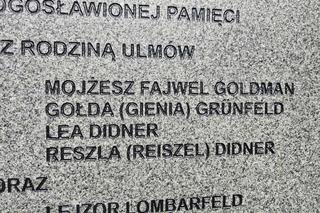 OGOSŁAWIONEJ PAMIĘCI
Z RODZINĄ ULMÓW
MOJŻESZ FAJWEL GOLDMAN
GOŁDA (GIENIA) GRÜNFELD
LEA DIDNER
RESZLA (REISZEL) DIDNER
ORAZ
LEJZOR LOMBARFELD